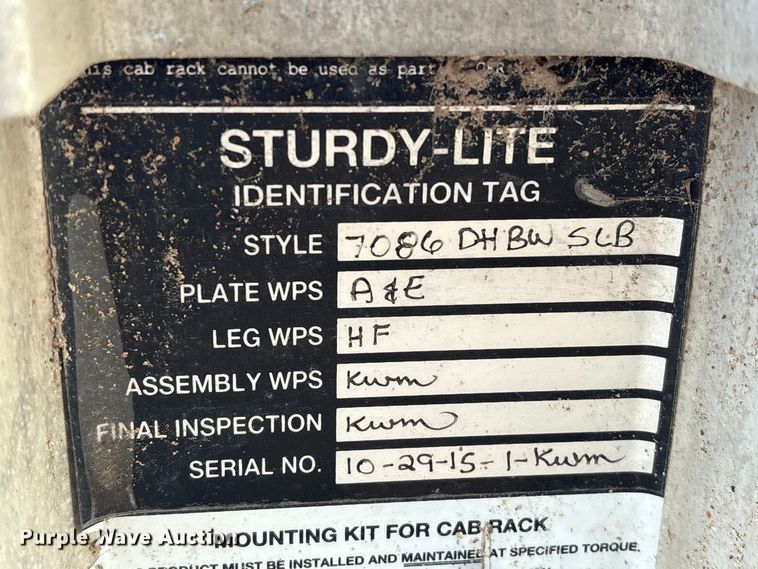 his cab rack cannot be used as part
STURDY-LITE
IDENTIFICATION TAG
STYLE 7086 DHBW SLB
PLATE WPS A&E
LEG WPS HF
ASSEMBLY WPS Kwm
FINAL INSPECTION Kwm
SERIAL NO. 10-29-15-1-Kwm
MOUNTING KIT FOR CAB RACK
PRODUCT MUST BE INSTALLED AND MAINTAINED AT SPECIFIED TORQUE.
Purple Wave Auction